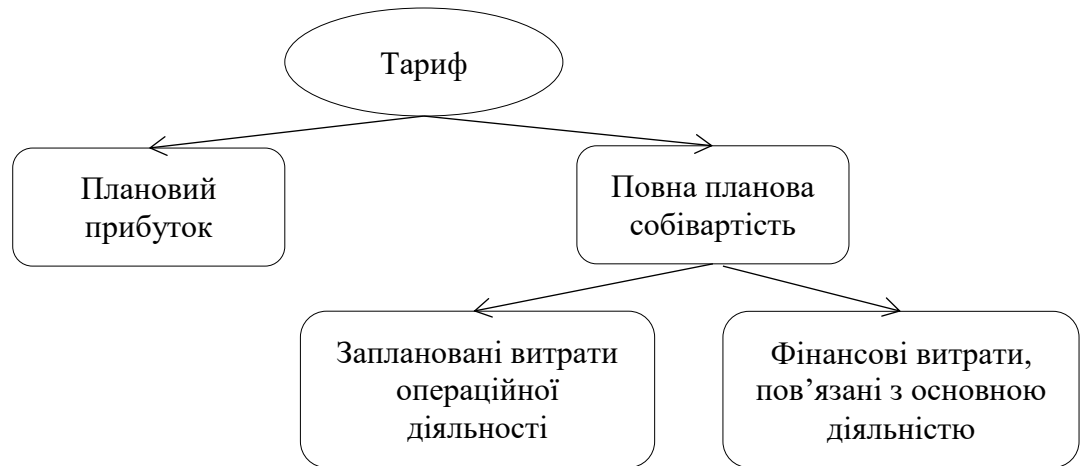 Тариф
Плановий
прибуток
Повна планова
собівартість
Заплановані витрати
операційної
діяльності
Фінансові витрати,
пов’язані з основною
діяльністю